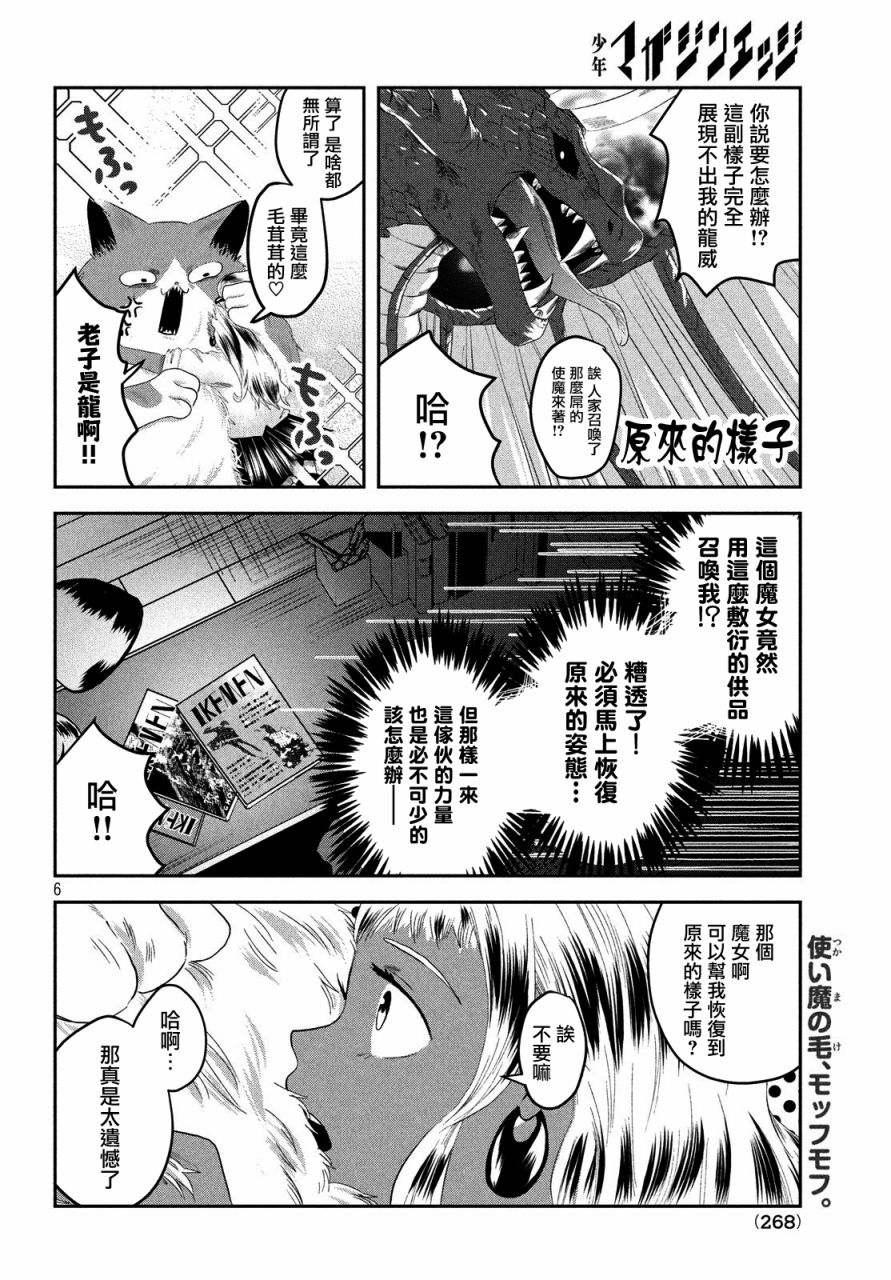 少年マガジンエッジ
你說要怎麼辦!?
這副樣子完全
展現不出我的龍威
誒 人家召喚了
那麼屌的
使魔來著!?
原來的樣子
哈
!?
算了 是啥都
無所謂了
畢竟這麼
毛茸茸的♡
もふっ
老子是龍啊!!
もふっ
這個魔女竟然
用這麼敷衍的供品
召喚我!?
糟透了!
必須馬上恢復
原來的姿態…
但那樣一來
這傢伙的力量
也是必不可少的
該怎麼辦——
IKEMEN
哈
!!
6
那個
魔女啊
可以幫我恢復到
原來的樣子嗎?
誒
不要嘛
哈啊…
那真是太遺憾了
使い魔の毛、モッフモフ。
つか ま け
(268)